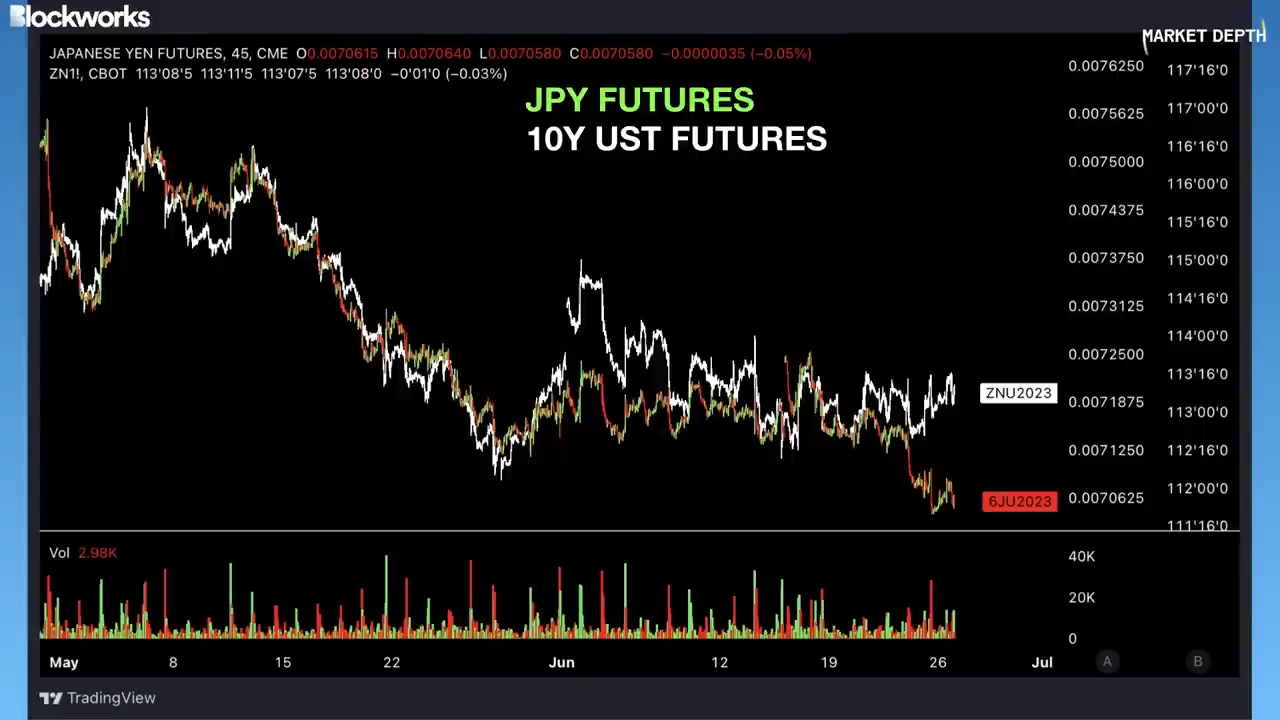 Blockworks
MARKET DEPTH
JAPANESE YEN FUTURES, 45, CME O0.0070615 H0.0070640 L0.0070580 C0.0070580 −0.0000035 (−0.05%)
ZN1!, CBOT 113'08'5 113'11'5 113'07'5 113'08'0 −0'01'0 (−0.03%)
JPY FUTURES
10Y UST FUTURES
0.0076250 117'16'0
0.0075625 117'00'0
0.0075000 116'16'0
116'00'0
0.0074375 115'16'0
0.0073750 115'00'0
0.0073125 114'16'0
114'00'0
0.0072500 113'16'0
ZNU2023
0.0071875 113'00'0
0.0071250 112'16'0
0.0070625 112'00'0
6JU2023
111'16'0
Vol 2.98K
40K
20K
0
May 8 15 22 Jun 12 19 26 Jul A B
TradingView